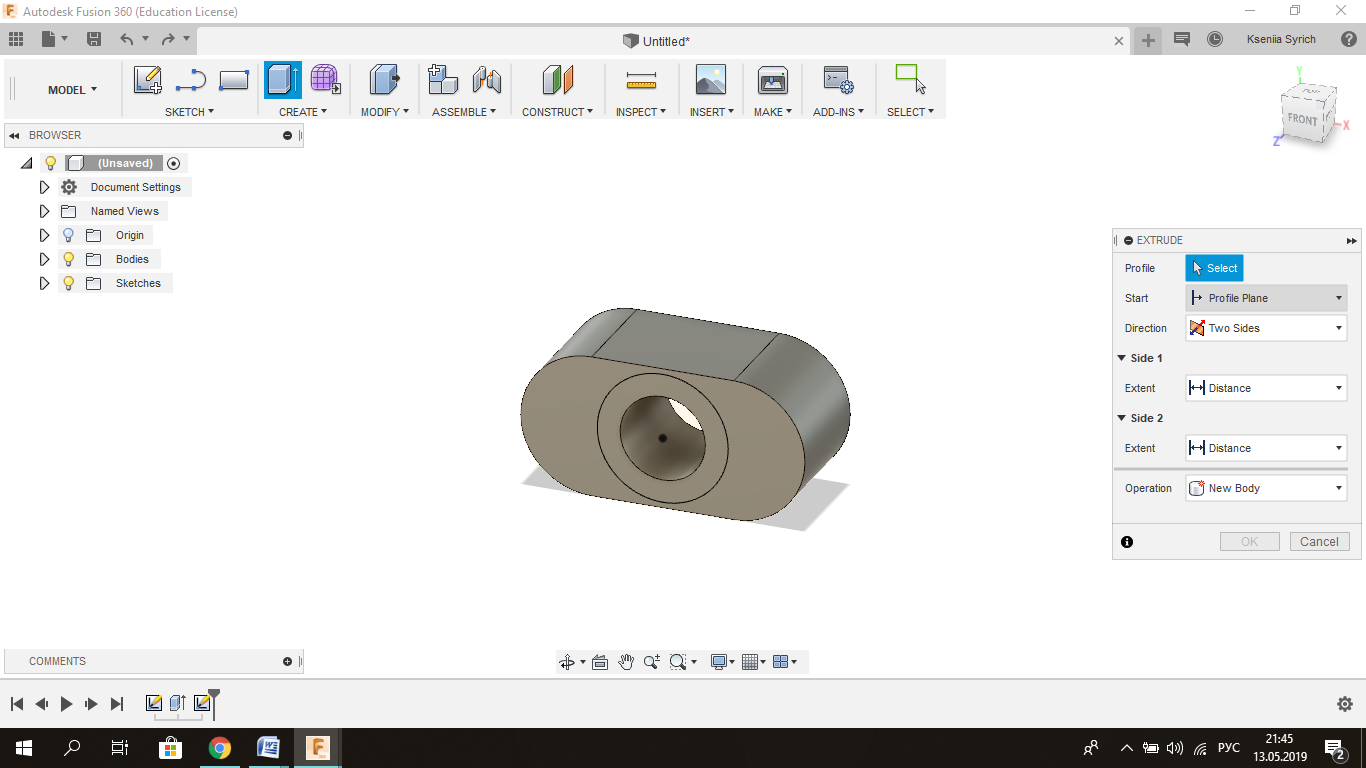 F Autodesk Fusion 360 (Education License)
Untitled*
Kseniia Syrich
MODEL
SKETCH
CREATE
MODIFY
ASSEMBLE
CONSTRUCT
INSPECT
INSERT
MAKE
ADD-INS
SELECT
Y
TOP
FRONT
X
Z
BROWSER
(Unsaved)
Document Settings
Named Views
Origin
Bodies
Sketches
EXTRUDE
Profile Select
Start Profile Plane
Direction Two Sides
Side 1
Extent Distance
Side 2
Extent Distance
Operation New Body
OK Cancel
COMMENTS
W F
РУС
21:45
13.05.2019
2